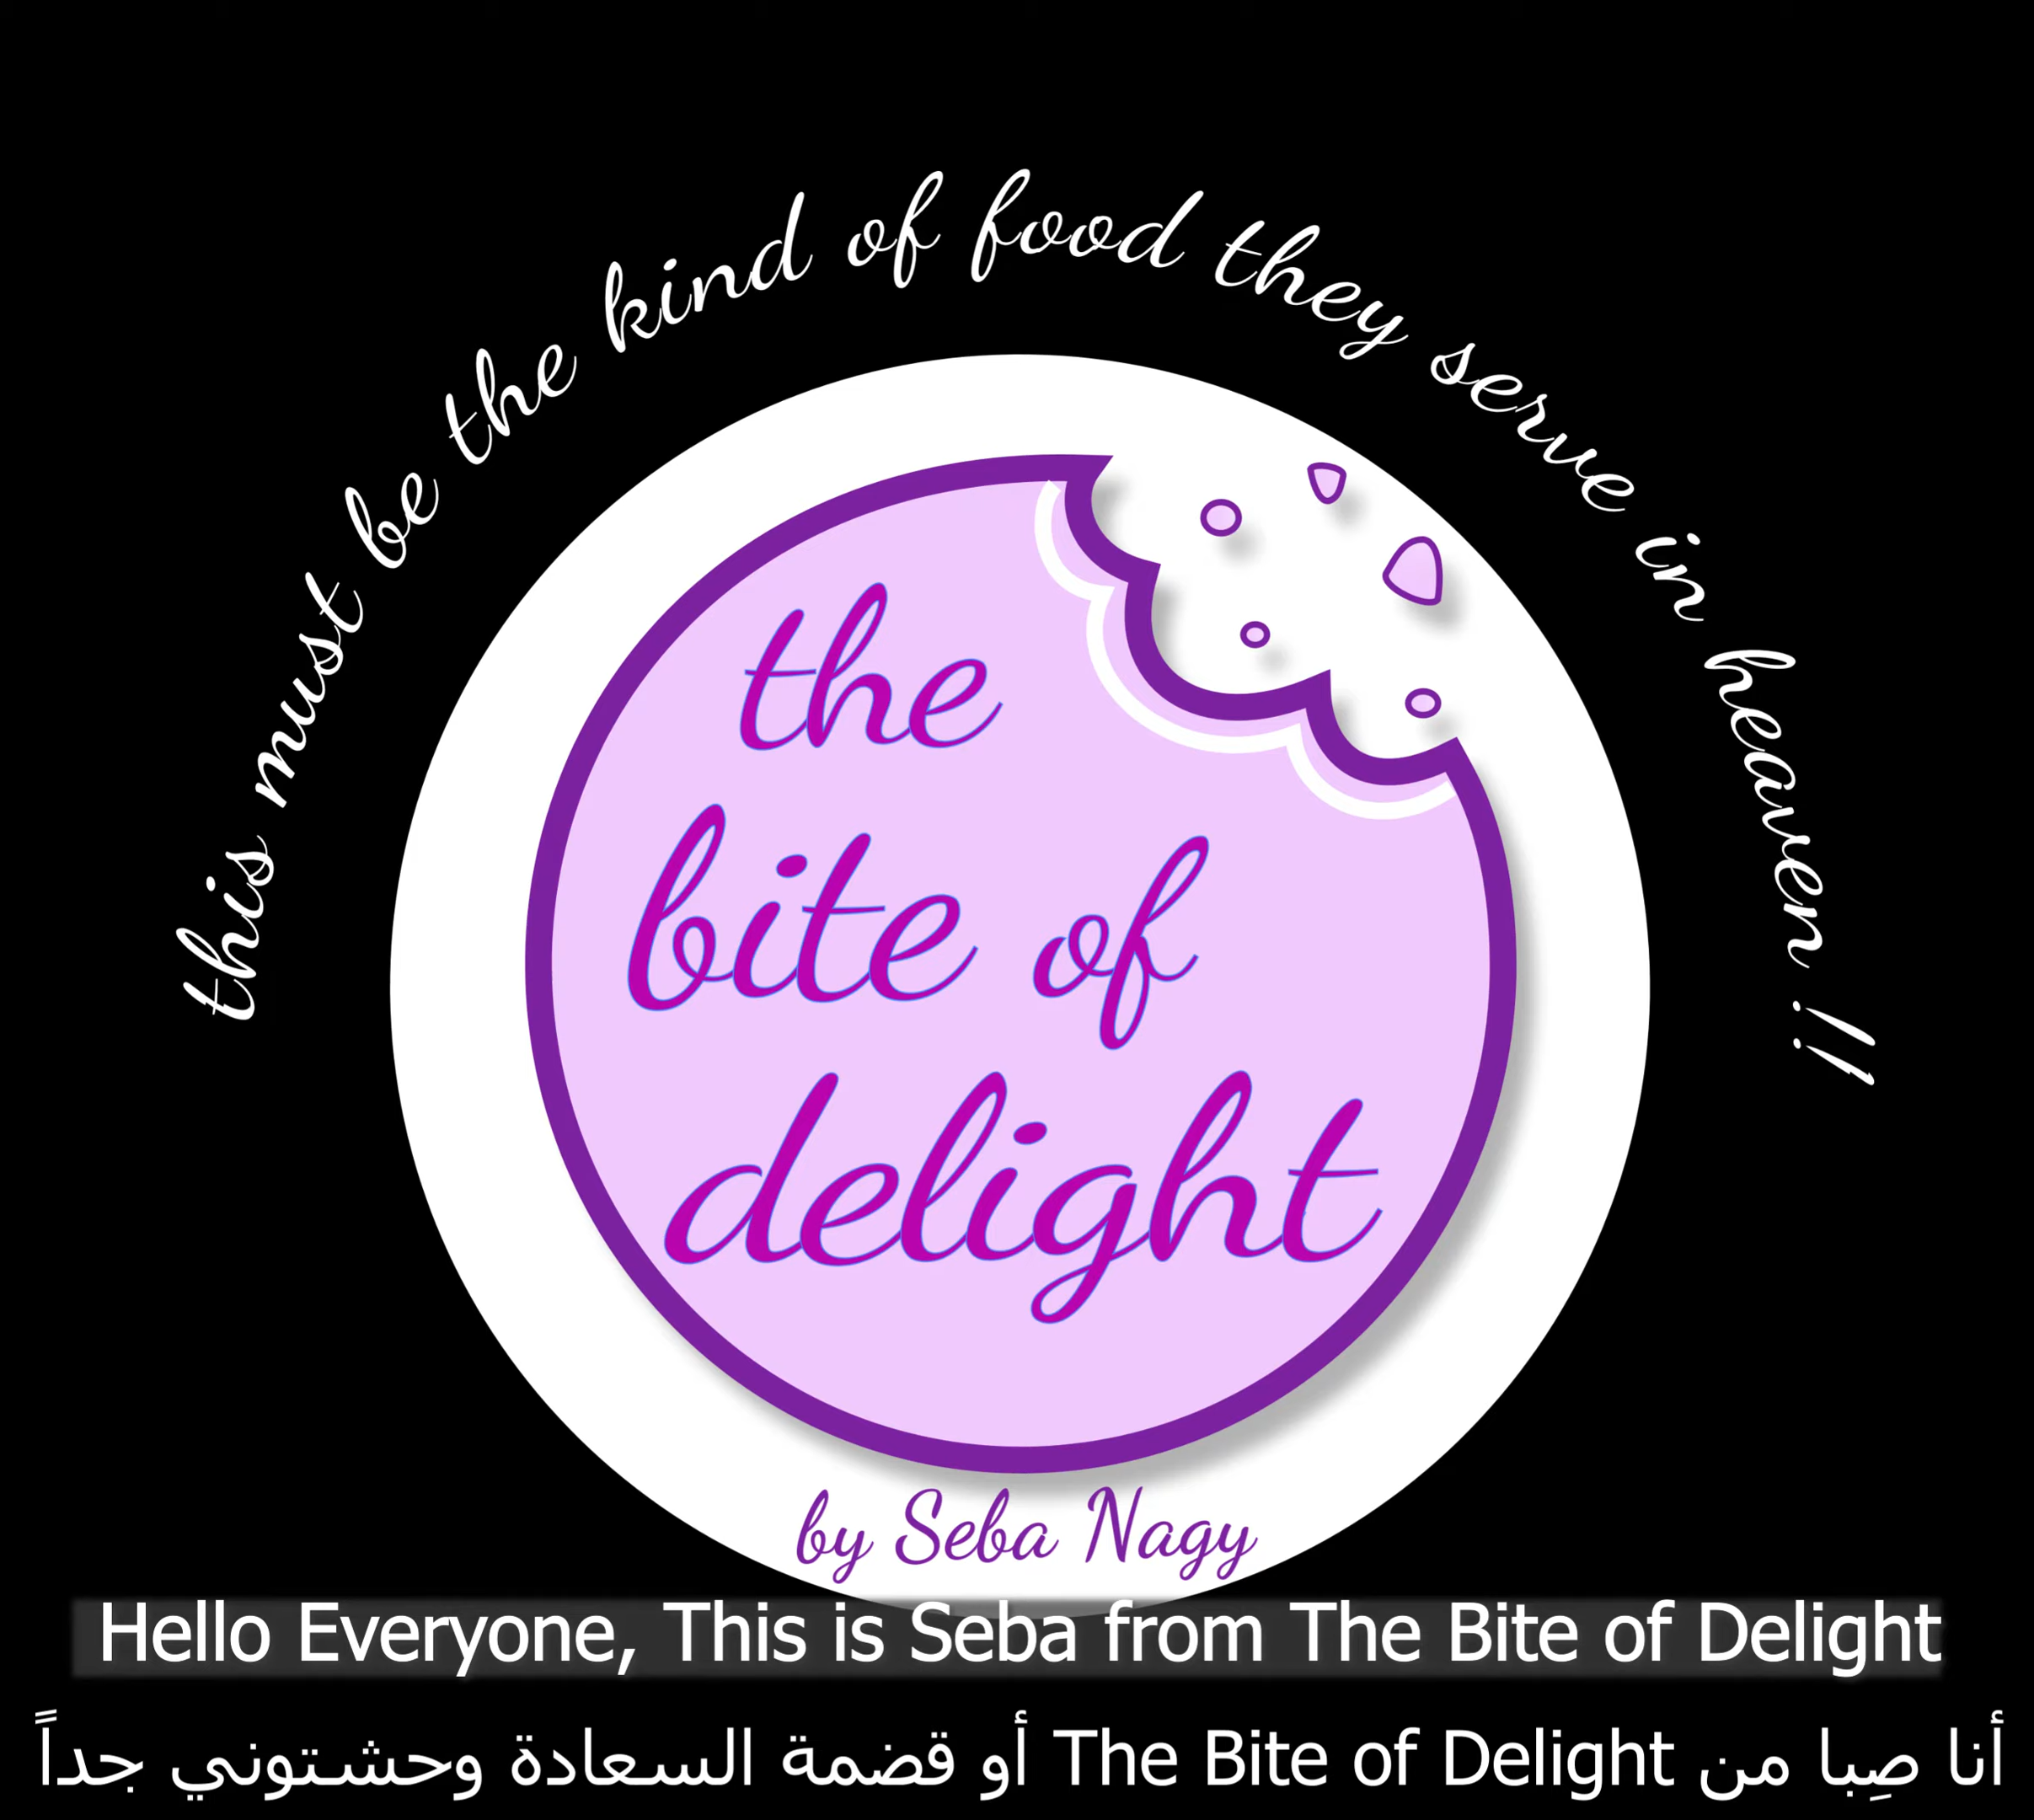 this must be the kind of food they serve in heaven !!
the
bite of
delight
by Seba Nagy
Hello Everyone, This is Seba from The Bite of Delight
أنا صِبا من The Bite of Delight أو قضمة السعادة وحشتوني جداً